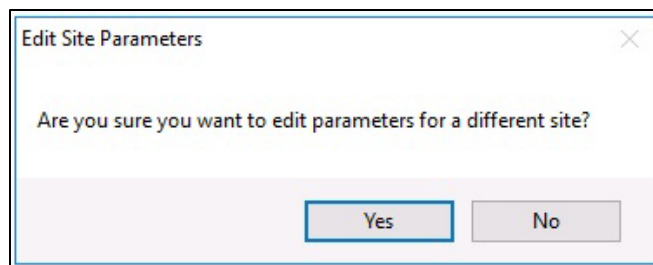 Edit Site Parameters
Are you sure you want to edit parameters for a different site?
Yes
No